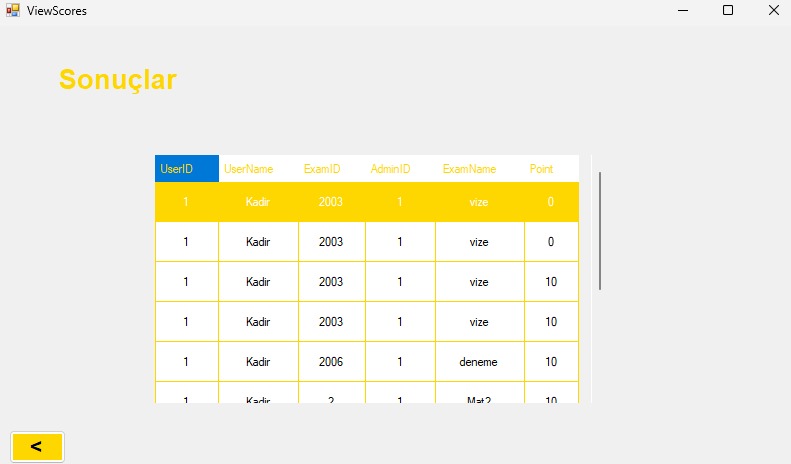 ViewScores
Sonuçlar
UserID UserName ExamID AdminID ExamName Point
1 Kadir 2003 1 vize 0
1 Kadir 2003 1 vize 0
1 Kadir 2003 1 vize 10
1 Kadir 2003 1 vize 10
1 Kadir 2006 1 deneme 10
1 Kadir 2 1 Mat2 10
<